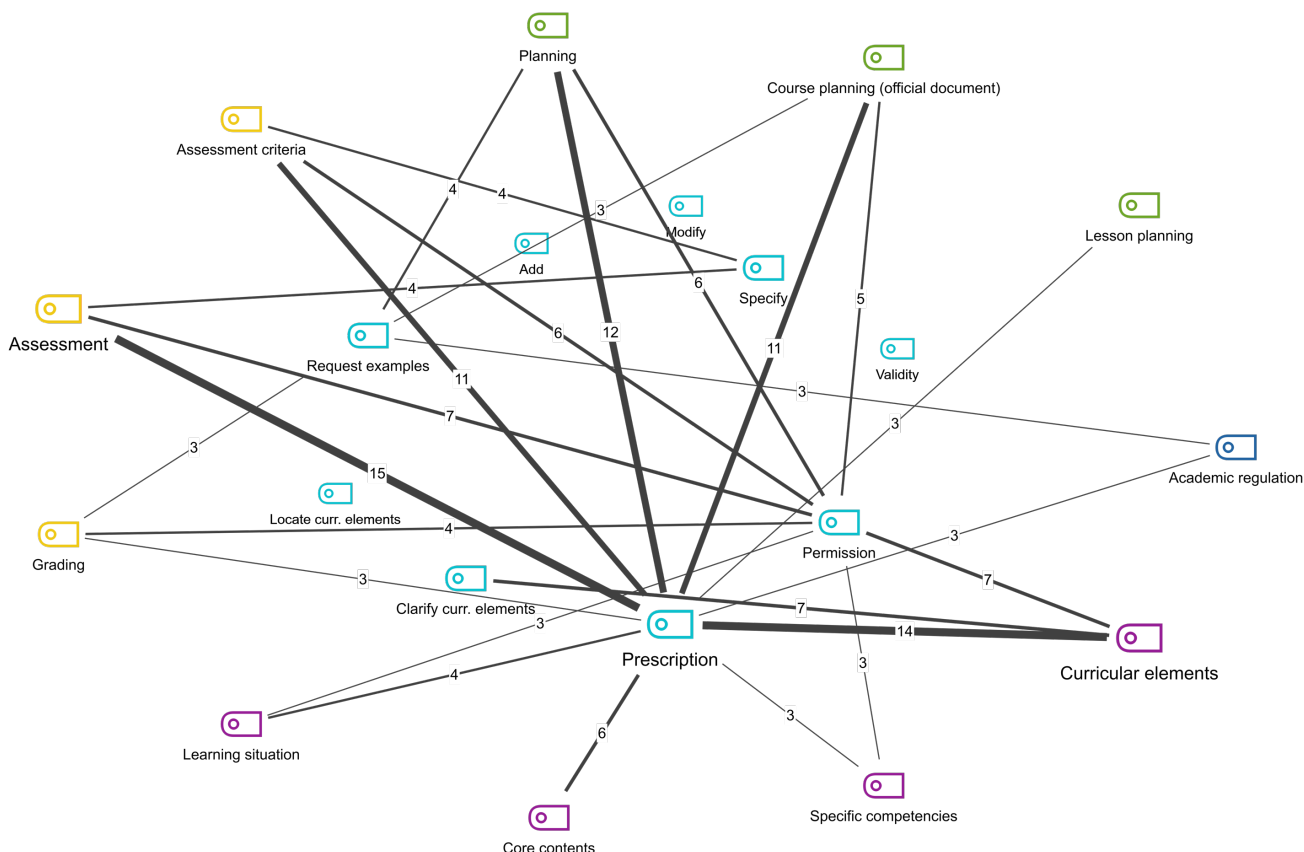 Planning
Course planning (official document)
Assessment criteria
4
4
3
Modify
Lesson planning
Add
6
Specify
4
5
Assessment
6
12
11
Request examples
Validity
11
3
7
3
3
15
Academic regulation
Locate curr. elements
4
3
Grading
Permission
3
7
Clarify curr. elements
7
3
14
Prescription
3
Curricular elements
4
3
6
Learning situation
Specific competencies
Core contents